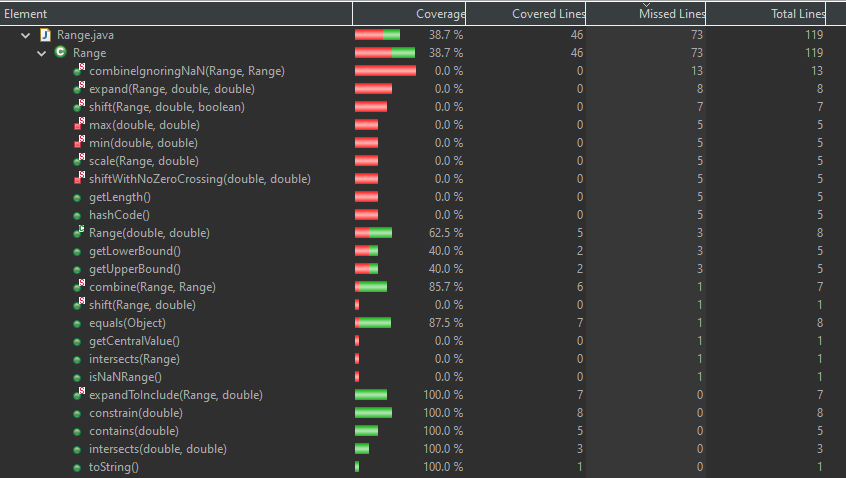 Element Coverage Covered Lines Missed Lines Total Lines
Range.java 38.7 % 46 73 119
Range 38.7 % 46 73 119
combineIgnoringNaN(Range, Range) 0.0 % 0 13 13
expand(Range, double, double) 0.0 % 0 8 8
shift(Range, double, boolean) 0.0 % 0 7 7
max(double, double) 0.0 % 0 5 5
min(double, double) 0.0 % 0 5 5
scale(Range, double) 0.0 % 0 5 5
shiftWithNoZeroCrossing(double, double) 0.0 % 0 5 5
getLength() 0.0 % 0 5 5
hashCode() 0.0 % 0 5 5
Range(double, double) 62.5 % 5 3 8
getLowerBound() 40.0 % 2 3 5
getUpperBound() 40.0 % 2 3 5
combine(Range, Range) 85.7 % 6 1 7
shift(Range, double) 0.0 % 0 1 1
equals(Object) 87.5 % 7 1 8
getCentralValue() 0.0 % 0 1 1
intersects(Range) 0.0 % 0 1 1
isNaNRange() 0.0 % 0 1 1
expandToInclude(Range, double) 100.0 % 7 0 7
constrain(double) 100.0 % 8 0 8
contains(double) 100.0 % 5 0 5
intersects(double, double) 100.0 % 3 0 3
toString() 100.0 % 1 0 1